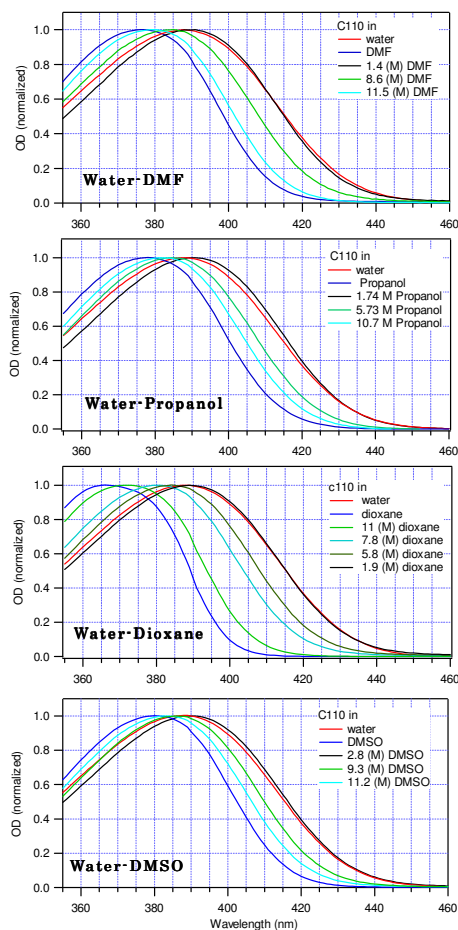 C110 in
water
DMF
1.4 (M) DMF
8.6 (M) DMF
11.5 (M) DMF
1.0
0.8
0.6
0.4
0.2
0.0
OD (normalized)
Water-DMF
360
380
400
420
440
460
C110 in
water
Propanol
1.74 M Propanol
5.73 M Propanol
10.7 M Propanol
1.0
0.8
0.6
0.4
0.2
0.0
OD (normalized)
Water-Propanol
360
380
400
420
440
460
c110 in
water
dioxane
11 (M) dioxane
7.8 (M) dioxane
5.8 (M) dioxane
1.9 (M) dioxane
1.0
0.8
0.6
0.4
0.2
0.0
OD (normalized)
Water-Dioxane
360
380
400
420
440
460
C110 in
water
DMSO
2.8 (M) DMSO
9.3 (M) DMSO
11.2 (M) DMSO
1.0
0.8
0.6
0.4
0.2
0.0
OD (normalized)
Water-DMSO
360
380
400
420
440
460
Wavelength (nm)